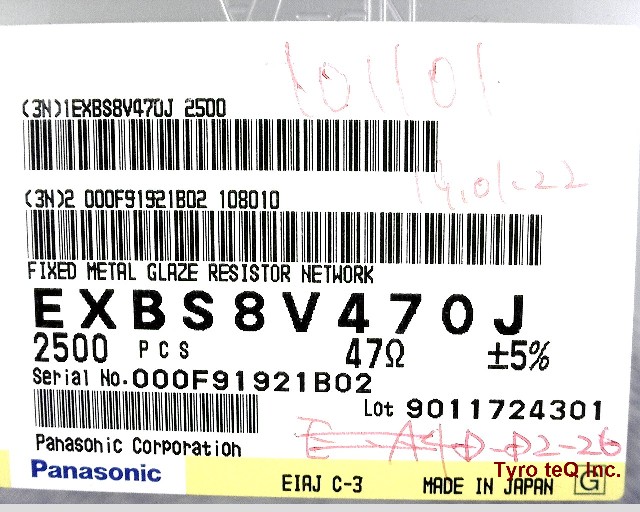 101101
(3N)1EXBS8V470J 2500
14.01.22
(3N)2 000F91921B02 108010
FIXED METAL GLAZE RESISTOR NETWORK
EXBS8V470J
2500 PCS 47Ω ±5%
Serial No.000F91921B02
Lot 9011724301
Panasonic Corporation
Panasonic
Tyro teQ Inc.
EIAJ C-3 MADE IN JAPAN G